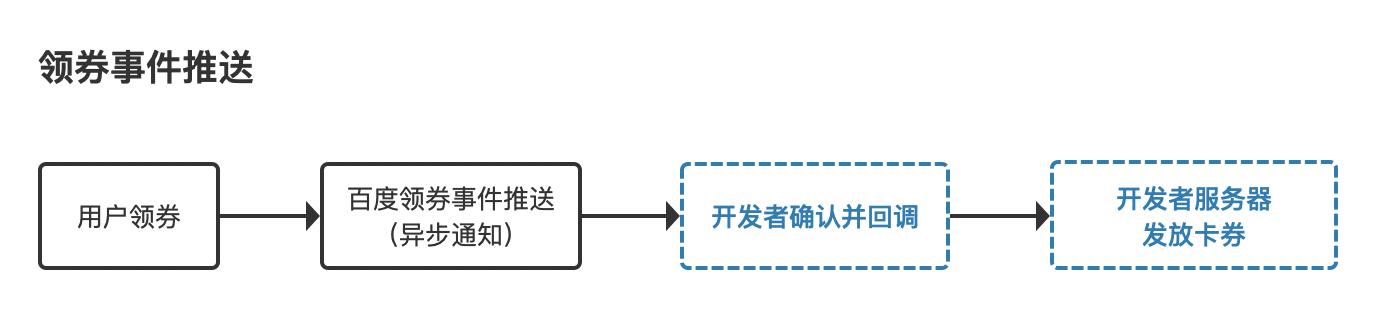 领券事件推送
用户领券
百度领券事件推送
(异步通知)
开发者确认并回调
开发者服务器
发放卡券